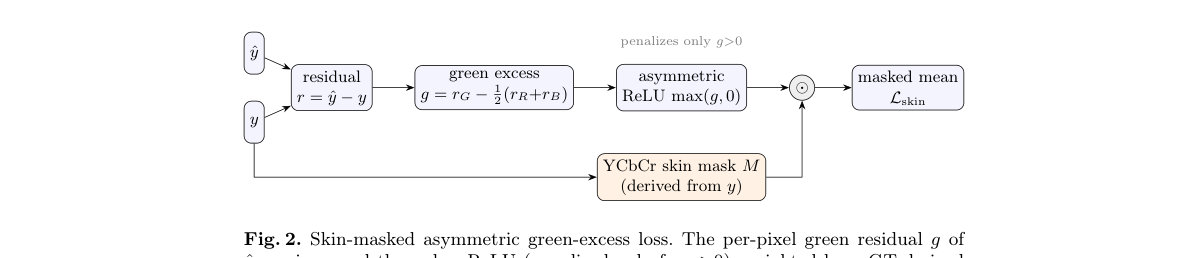 ŷ
penalizes only g>0
residual
r = ŷ − y
green excess
g = r_G − ½(r_R+r_B)
asymmetric
ReLU max(g, 0)
⊙
masked mean
ℒ_skin
y
YCbCr skin mask M
(derived from y)
Fig. 2. Skin-masked asymmetric green-excess loss. The per-pixel green residual g of